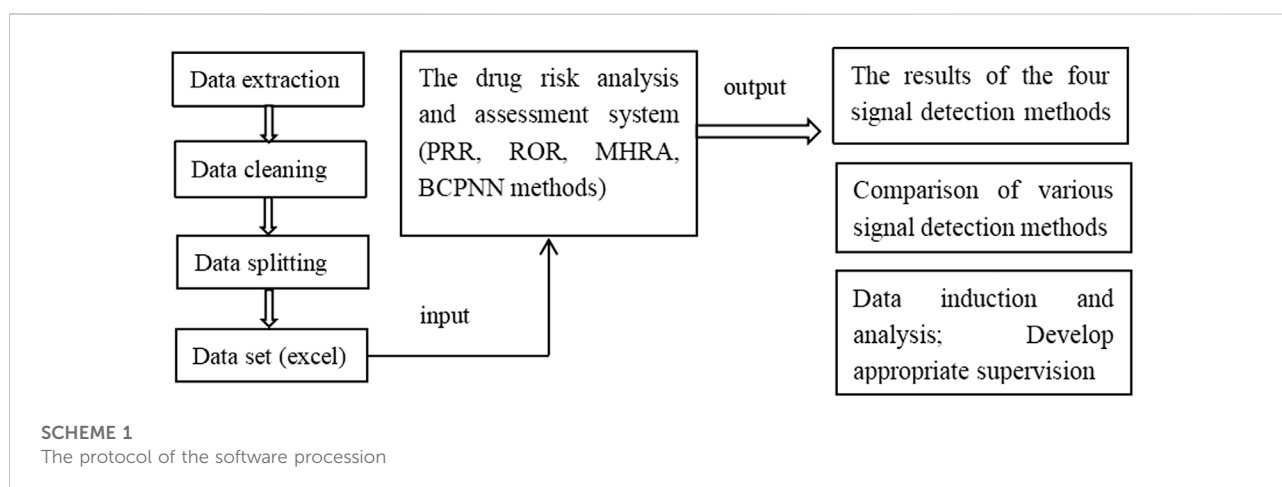 Data extraction
Data cleaning
Data splitting
Data set (excel)
input
The drug risk analysis
and assessment system
(PRR, ROR, MHRA,
BCPNN methods)
output
The results of the four
signal detection methods
Comparison of various
signal detection methods
Data induction and
analysis; Develop
appropriate supervision
SCHEME 1
The protocol of the software procession